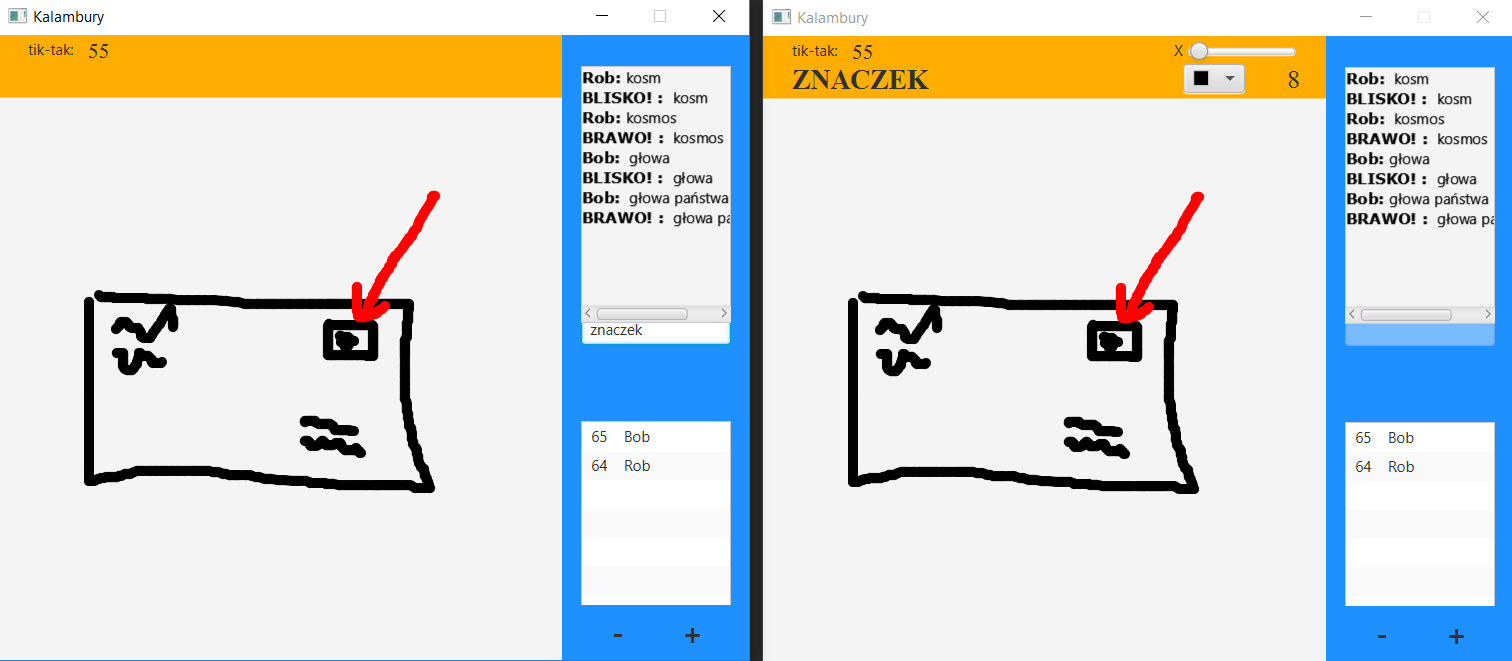 Kalambury
tik-tak: 55
Rob: kosm
BLISKO! : kosm
Rob: kosmos
BRAWO! : kosmos
Bob: głowa
BLISKO! : głowa
Bob: głowa państwa
BRAWO! : głowa pa
znaczek
65 Bob
64 Rob
- +
Kalambury
tik-tak: 55
X
ZNACZEK
8
Rob: kosm
BLISKO! : kosm
Rob: kosmos
BRAWO! : kosmos
Bob: głowa
BLISKO! : głowa
Bob: głowa państwa
BRAWO! : głowa pa
65 Bob
64 Rob
- +